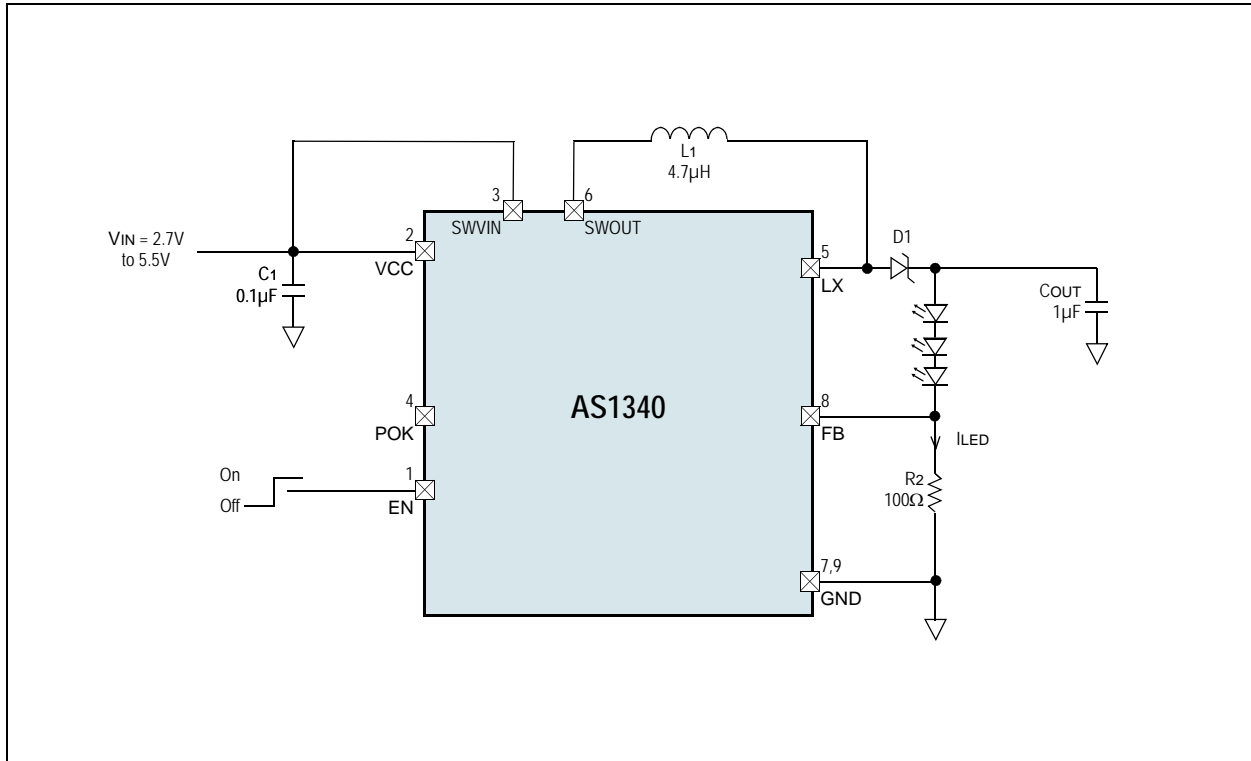 L1
4.7µH
3
6
SWVIN
SWOUT
VIN = 2.7V
to 5.5V
2
VCC
C1
0.1µF
5
LX
D1
COUT
1µF
AS1340
4
POK
8
FB
ILED
On
Off
1
EN
R2
100Ω
7,9
GND